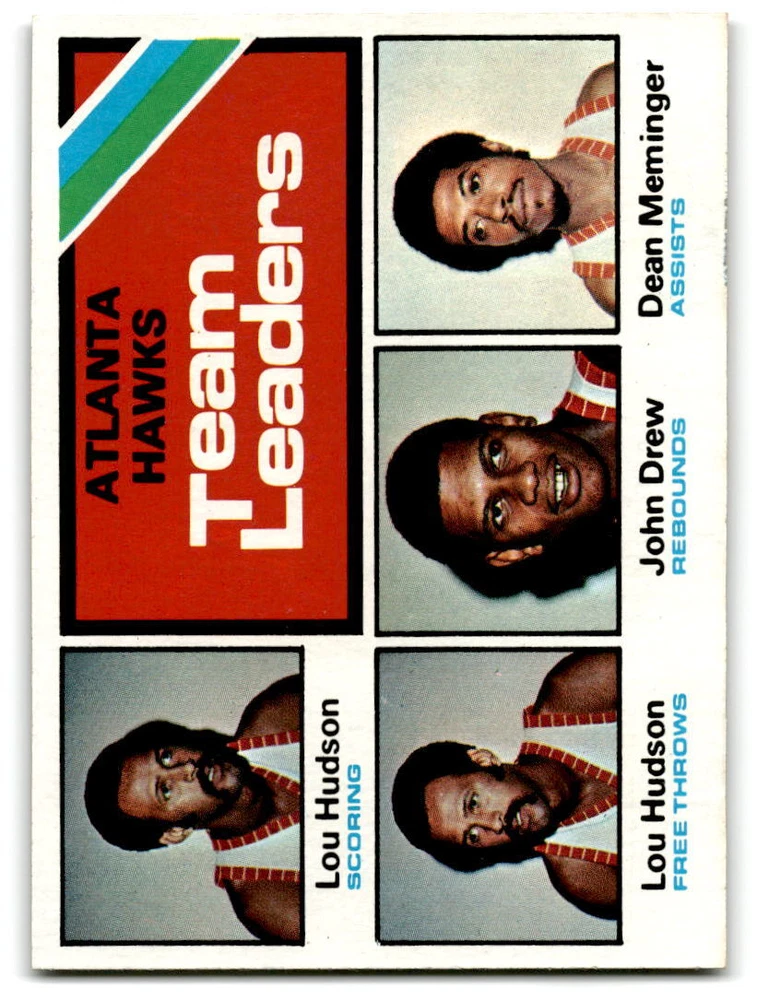 ATLANTA
HAWKS
Team
Leaders
Lou Hudson
SCORING
Lou Hudson
FREE THROWS
John Drew
REBOUNDS
Dean Meminger
ASSISTS